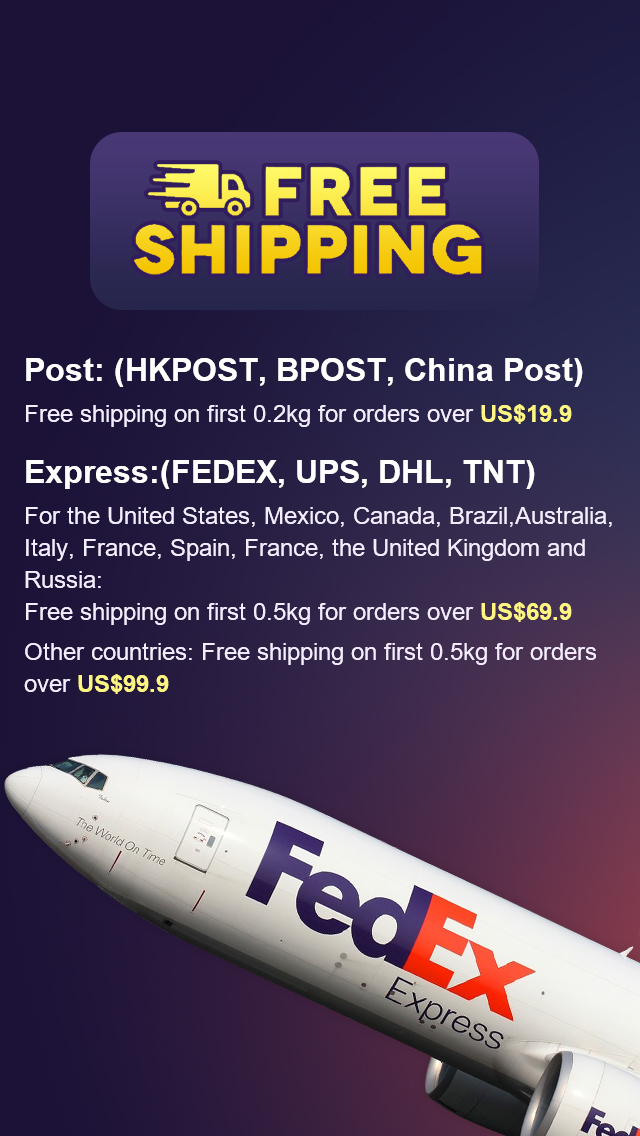 FREE
SHIPPING
Post: (HKPOST, BPOST, China Post)
Free shipping on first 0.2kg for orders over US$19.9
Express:(FEDEX, UPS, DHL, TNT)
For the United States, Mexico, Canada, Brazil,Australia,
Italy, France, Spain, France, the United Kingdom and
Russia:
Free shipping on first 0.5kg for orders over US$69.9
Other countries: Free shipping on first 0.5kg for orders
over US$99.9
The World On Time
FedEx
Express